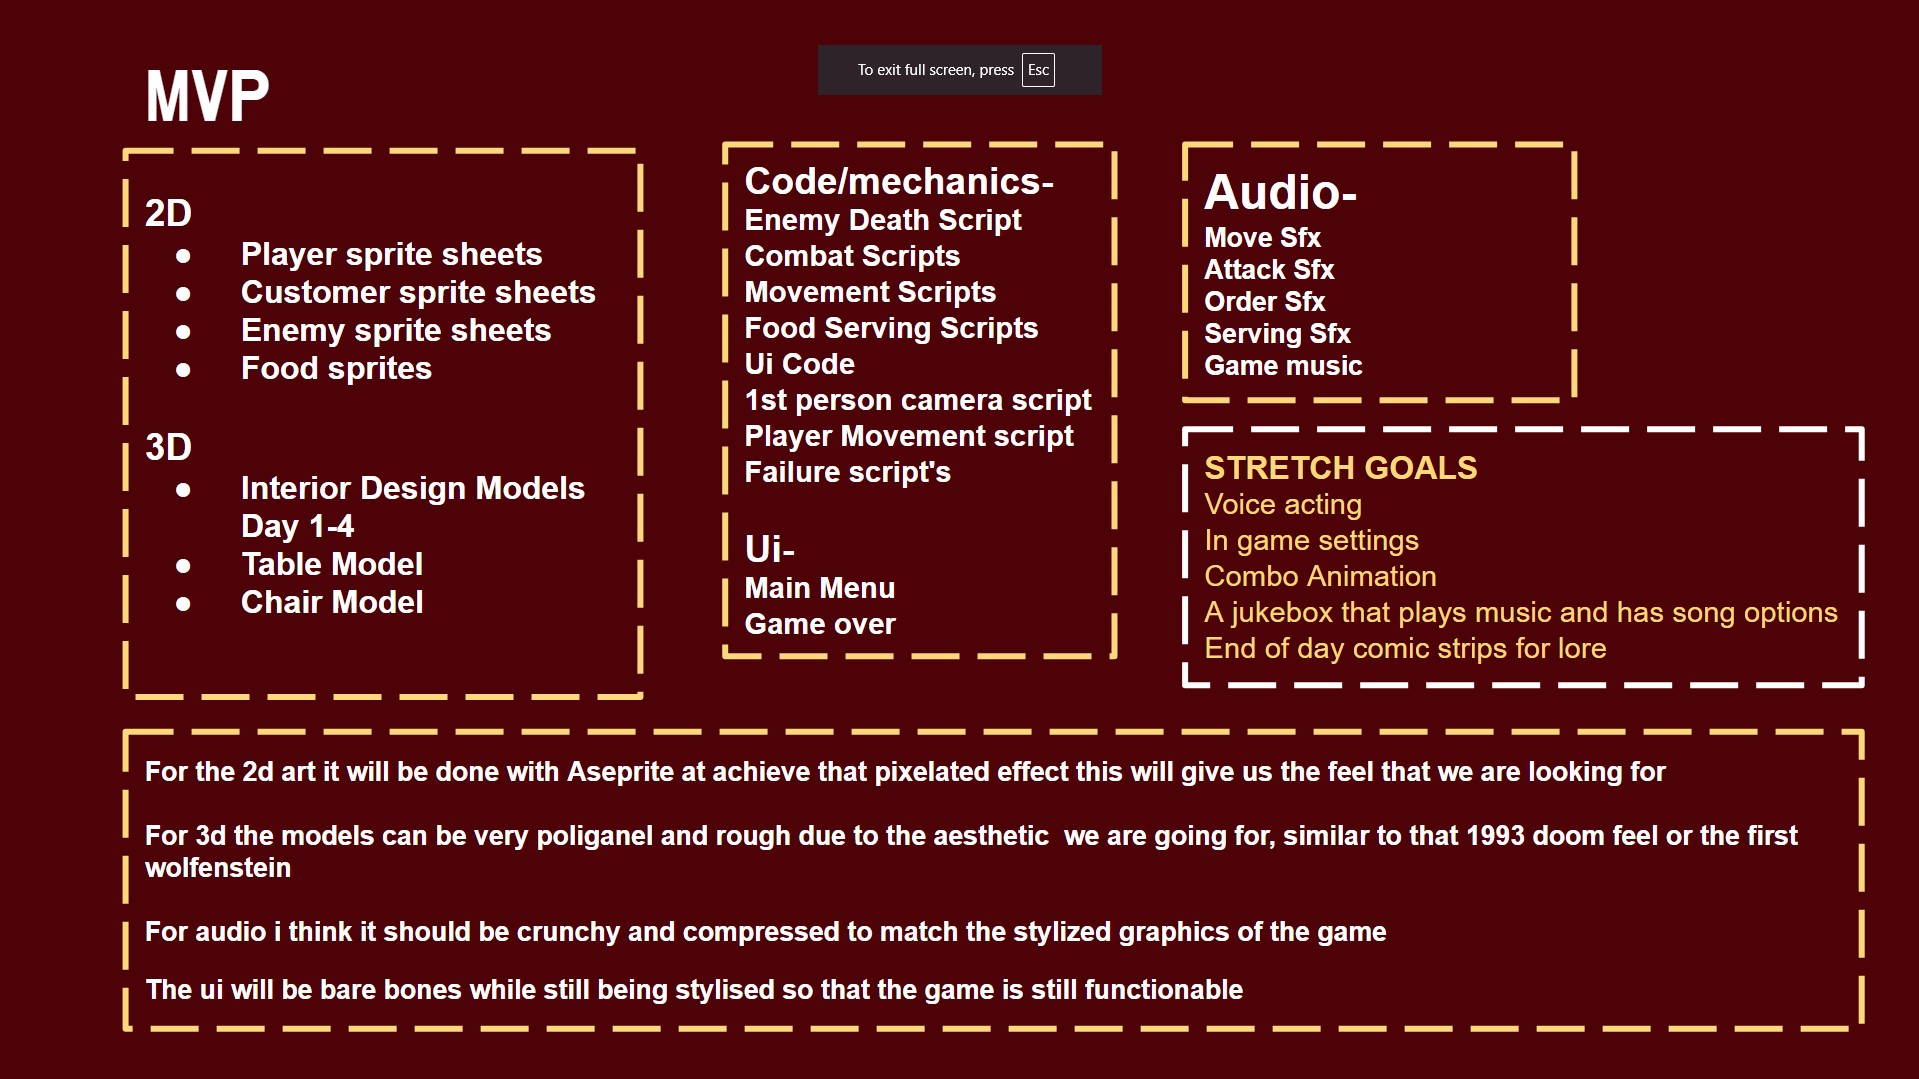 To exit full screen, press Esc
MVP
2D
● Player sprite sheets
● Customer sprite sheets
● Enemy sprite sheets
● Food sprites
3D
● Interior Design Models
Day 1-4
● Table Model
● Chair Model
Code/mechanics-
Enemy Death Script
Combat Scripts
Movement Scripts
Food Serving Scripts
Ui Code
1st person camera script
Player Movement script
Failure script's
Ui-
Main Menu
Game over
Audio-
Move Sfx
Attack Sfx
Order Sfx
Serving Sfx
Game music
STRETCH GOALS
Voice acting
In game settings
Combo Animation
A jukebox that plays music and has song options
End of day comic strips for lore
For the 2d art it will be done with Aseprite at achieve that pixelated effect this will give us the feel that we are looking for
For 3d the models can be very poliganel and rough due to the aesthetic  we are going for, similar to that 1993 doom feel or the first
wolfenstein
For audio i think it should be crunchy and compressed to match the stylized graphics of the game
The ui will be bare bones while still being stylised so that the game is still functionable